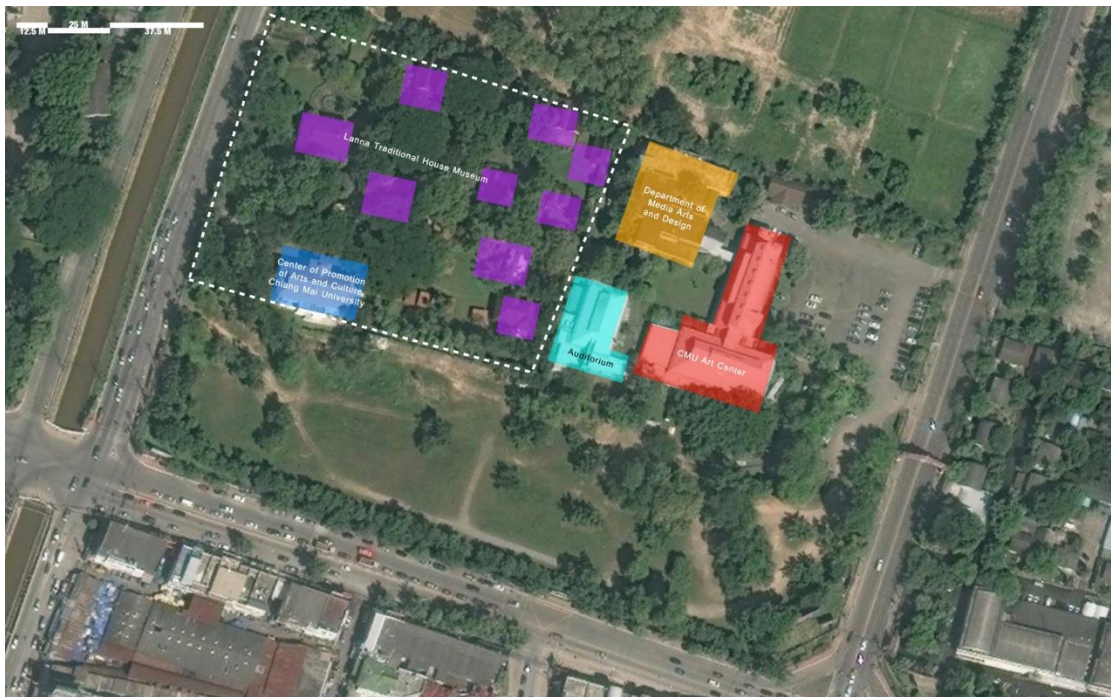 12.5 M
25 M
37.5 M
Lanna Traditional House Museum
Department of
Media Arts
and Design
Center of Promotion
of Arts and Culture,
Chiang Mai University
Auditorium
CMU Art Center